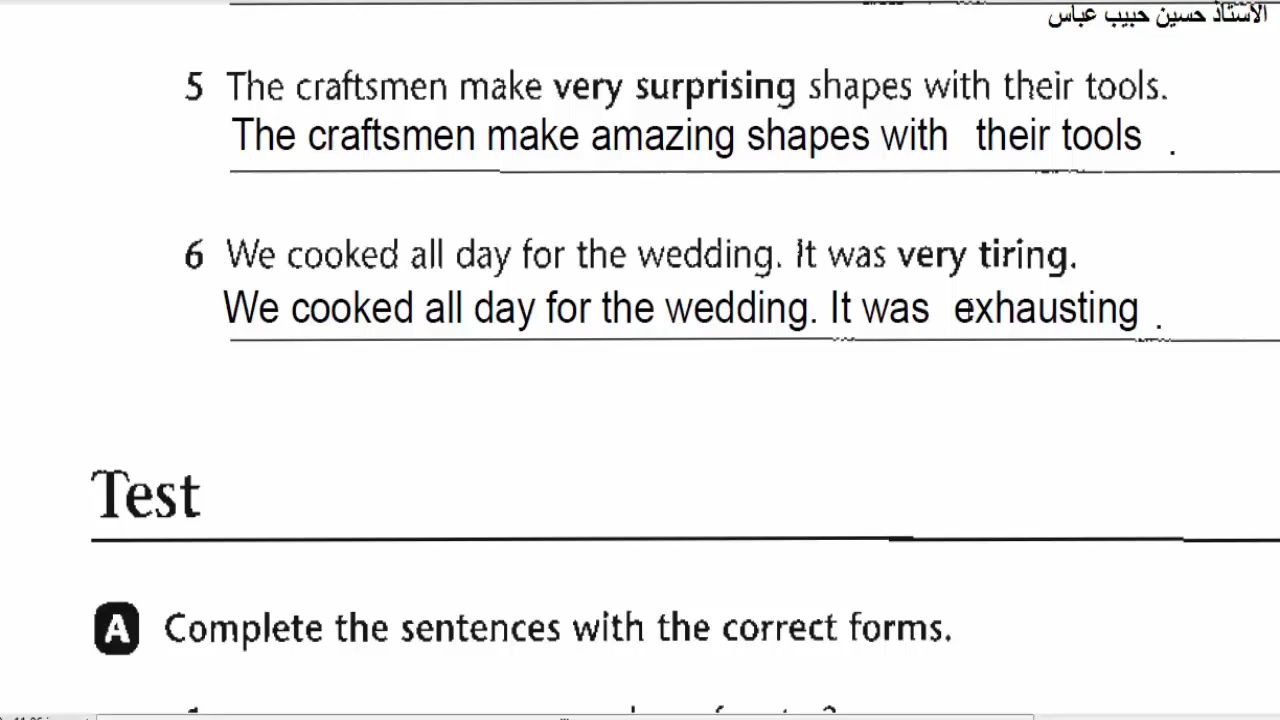 الاستاذ حسين حبيب عباس
5 The craftsmen make very surprising shapes with their tools.
The craftsmen make amazing shapes with their tools .
6 We cooked all day for the wedding. It was very tiring.
We cooked all day for the wedding. It was exhausting .
Test
A Complete the sentences with the correct forms.